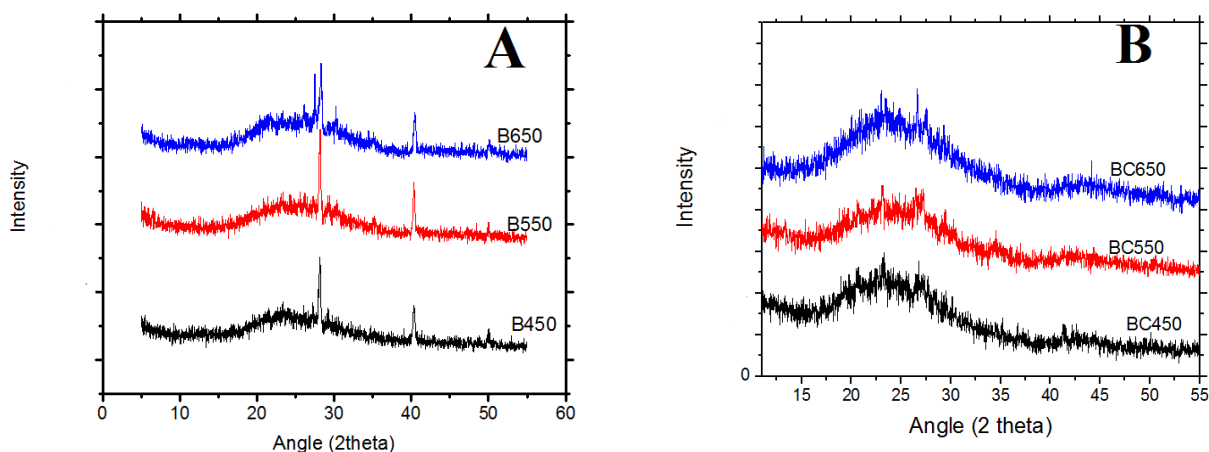 A
Intensity
B650
B550
B450
0 10 20 30 40 50 60
Angle (2theta)
B
Intensity
BC650
BC550
BC450
0
15 20 25 30 35 40 45 50 55
Angle (2 theta)